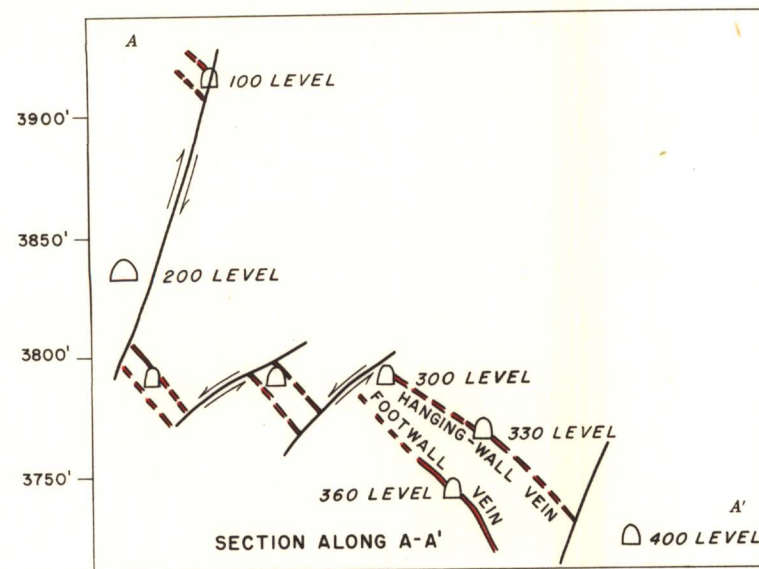 A
100 LEVEL
3900'
3850'
200 LEVEL
3800'
300 LEVEL
HANGING-WALL VEIN
330 LEVEL
FOOTWALL VEIN
3750'
360 LEVEL
A'
400 LEVEL
SECTION ALONG A-A'